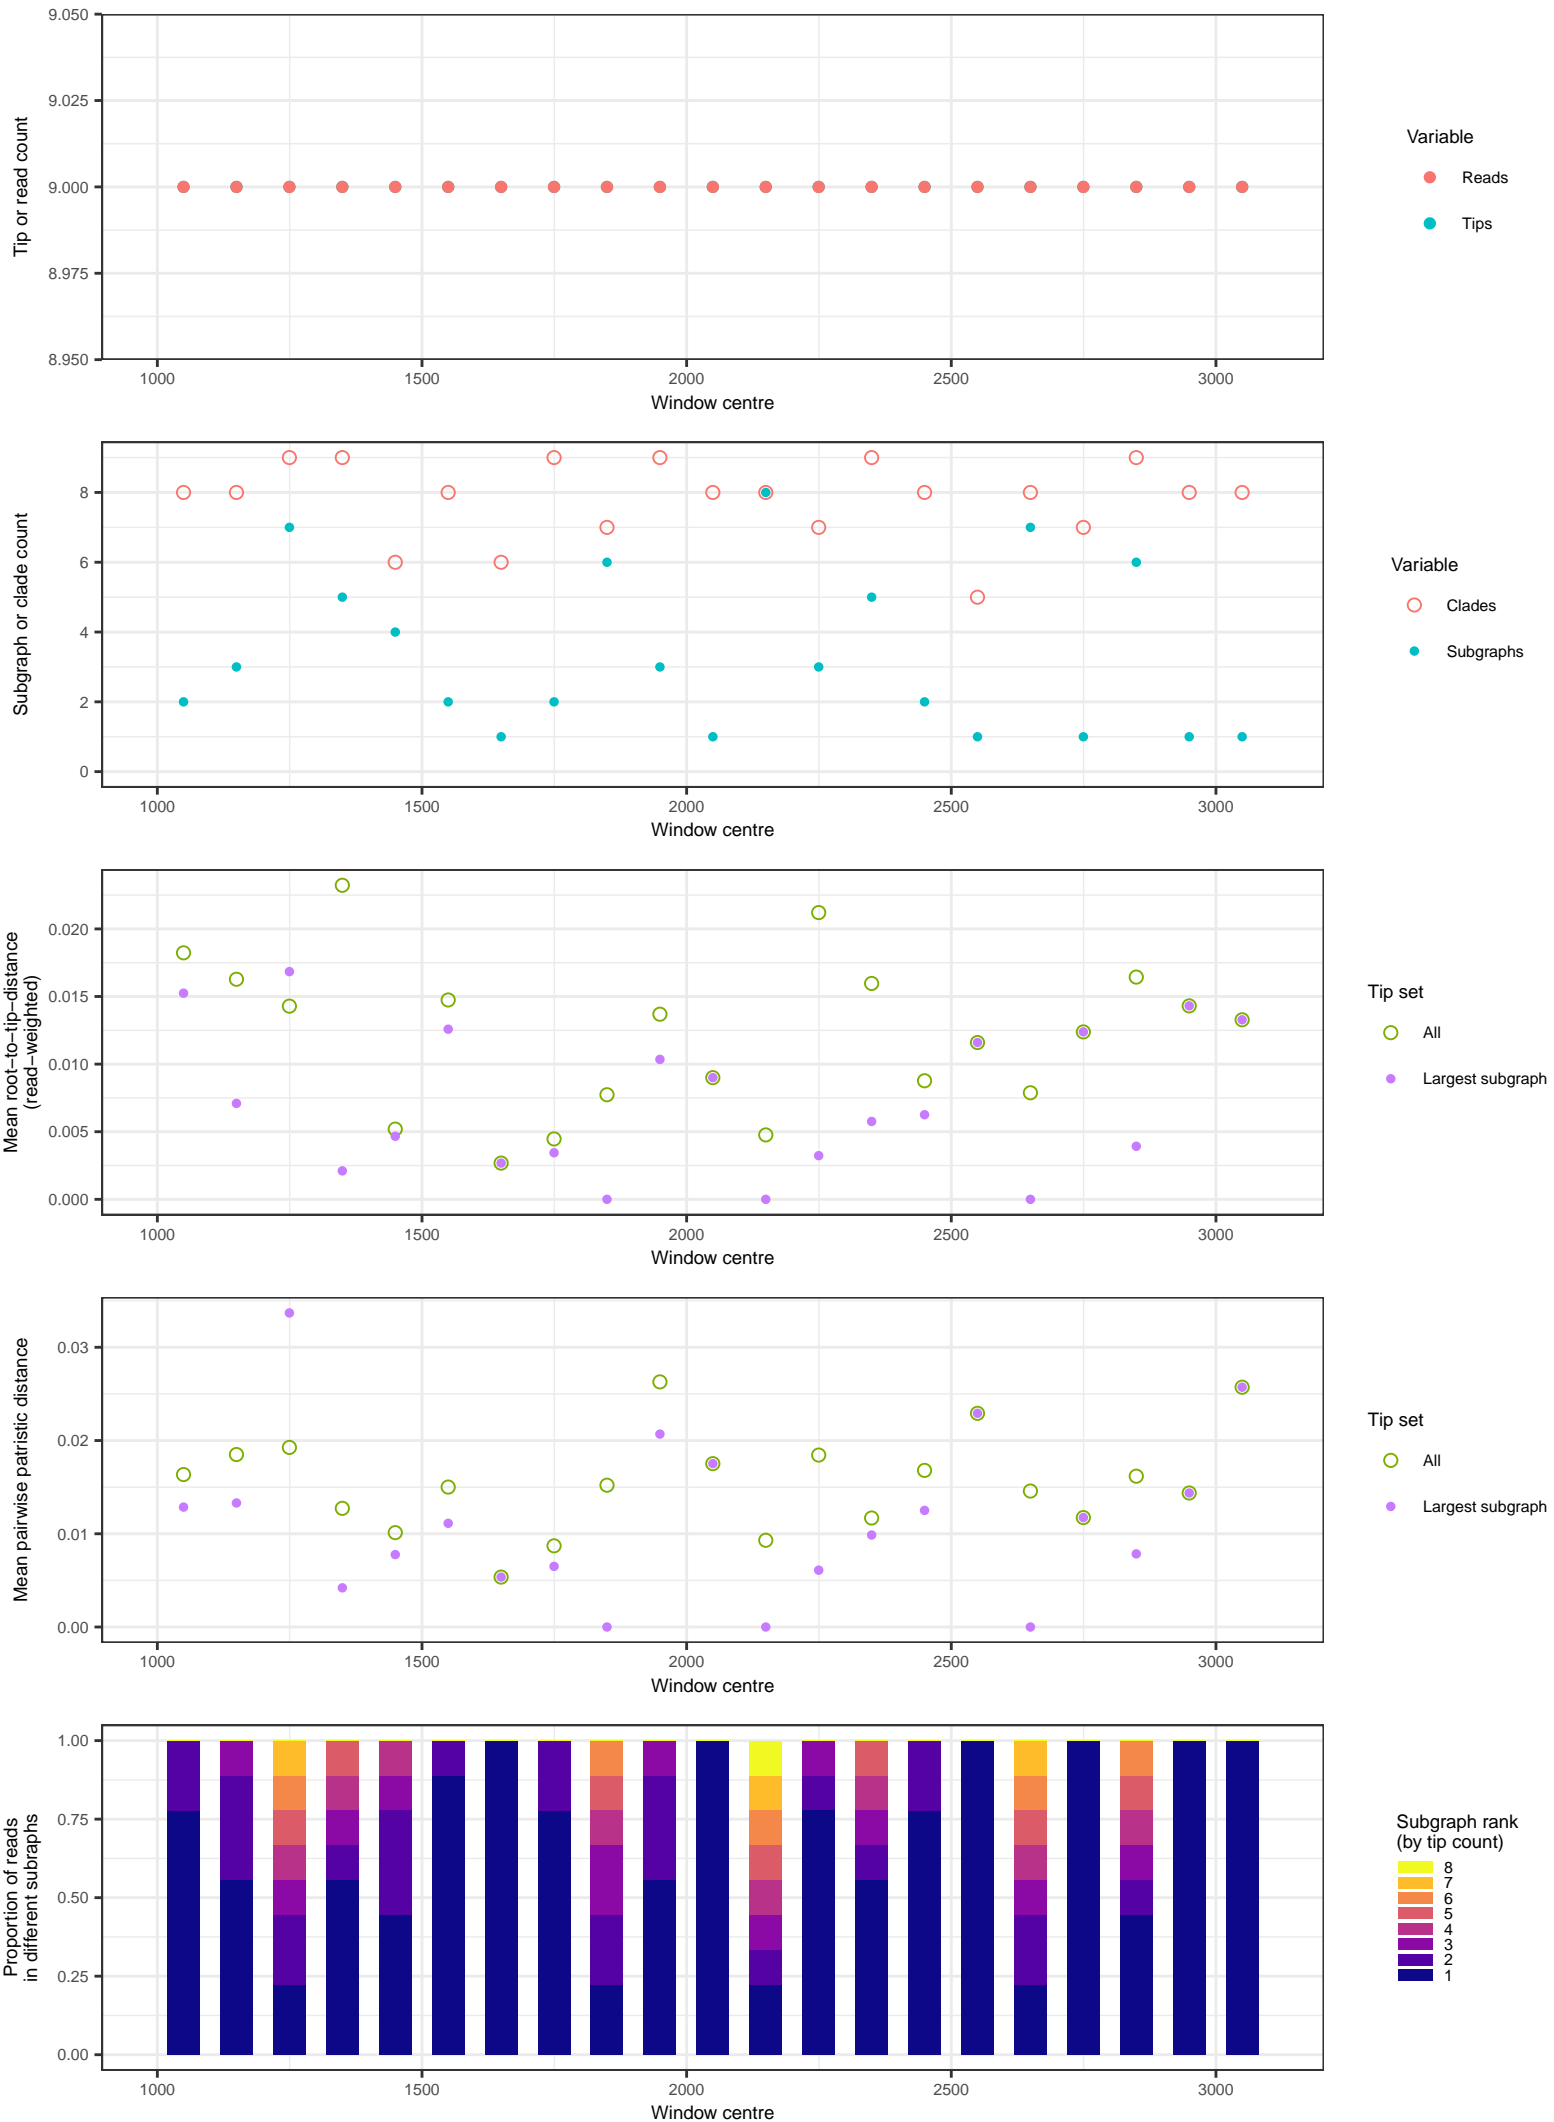 9.050
9.025
9.000
8.975
8.950
Tip or read count
1000 1500 2000 2500 3000
Window centre
Variable
Reads
Tips
8
6
4
2
0
Subgraph or clade count
1000 1500 2000 2500 3000
Window centre
Variable
Clades
Subgraphs
0.020
0.015
0.010
0.005
0.000
Mean root−to−tip−distance
(read−weighted)
1000 1500 2000 2500 3000
Window centre
Tip set
All
Largest subgraph
0.03
0.02
0.01
0.00
Mean pairwise patristic distance
1000 1500 2000 2500 3000
Window centre
Tip set
All
Largest subgraph
1.00
0.75
0.50
0.25
0.00
Proportion of reads
in different subraphs
1000 1500 2000 2500 3000
Window centre
Subgraph rank
(by tip count)
8
7
6
5
4
3
2
1